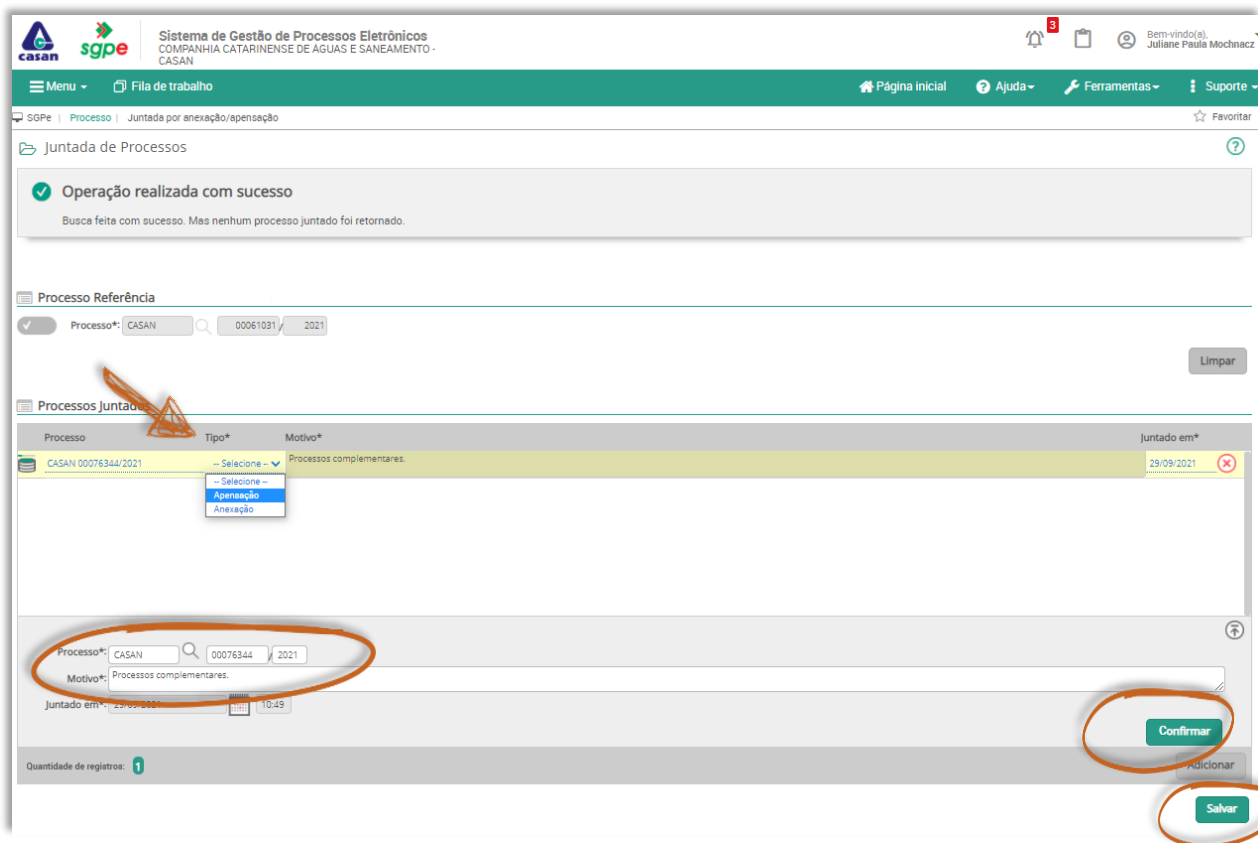 casan
sgpe
Sistema de Gestão de Processos Eletrônicos
COMPANHIA CATARINENSE DE AGUAS E SANEAMENTO -
CASAN
3
Bem-vindo(a),
Juliane Paula Mochnacz
Menu
Fila de trabalho
Página inicial
Ajuda
Ferramentas
Suporte
SGPe | Processo | Juntada por anexação/apensação
Favoritar
Juntada de Processos
Operação realizada com sucesso
Busca feita com sucesso. Mas nenhum processo juntado foi retornado.
Processo Referência
Processo*: CASAN 00061031 / 2021
Limpar
Processos Juntados
Processo Tipo* Motivo* Juntado em*
CASAN 00076344/2021 -- Selecione -- Processos complementares. 29/09/2021
-- Selecione --
Apensação
Anexação
Processo*: CASAN 00076344 / 2021
Motivo*: Processos complementares.
Juntado em*: 29/09/2021 10:49
Confirmar
Quantidade de registros: 1
Adicionar
Salvar